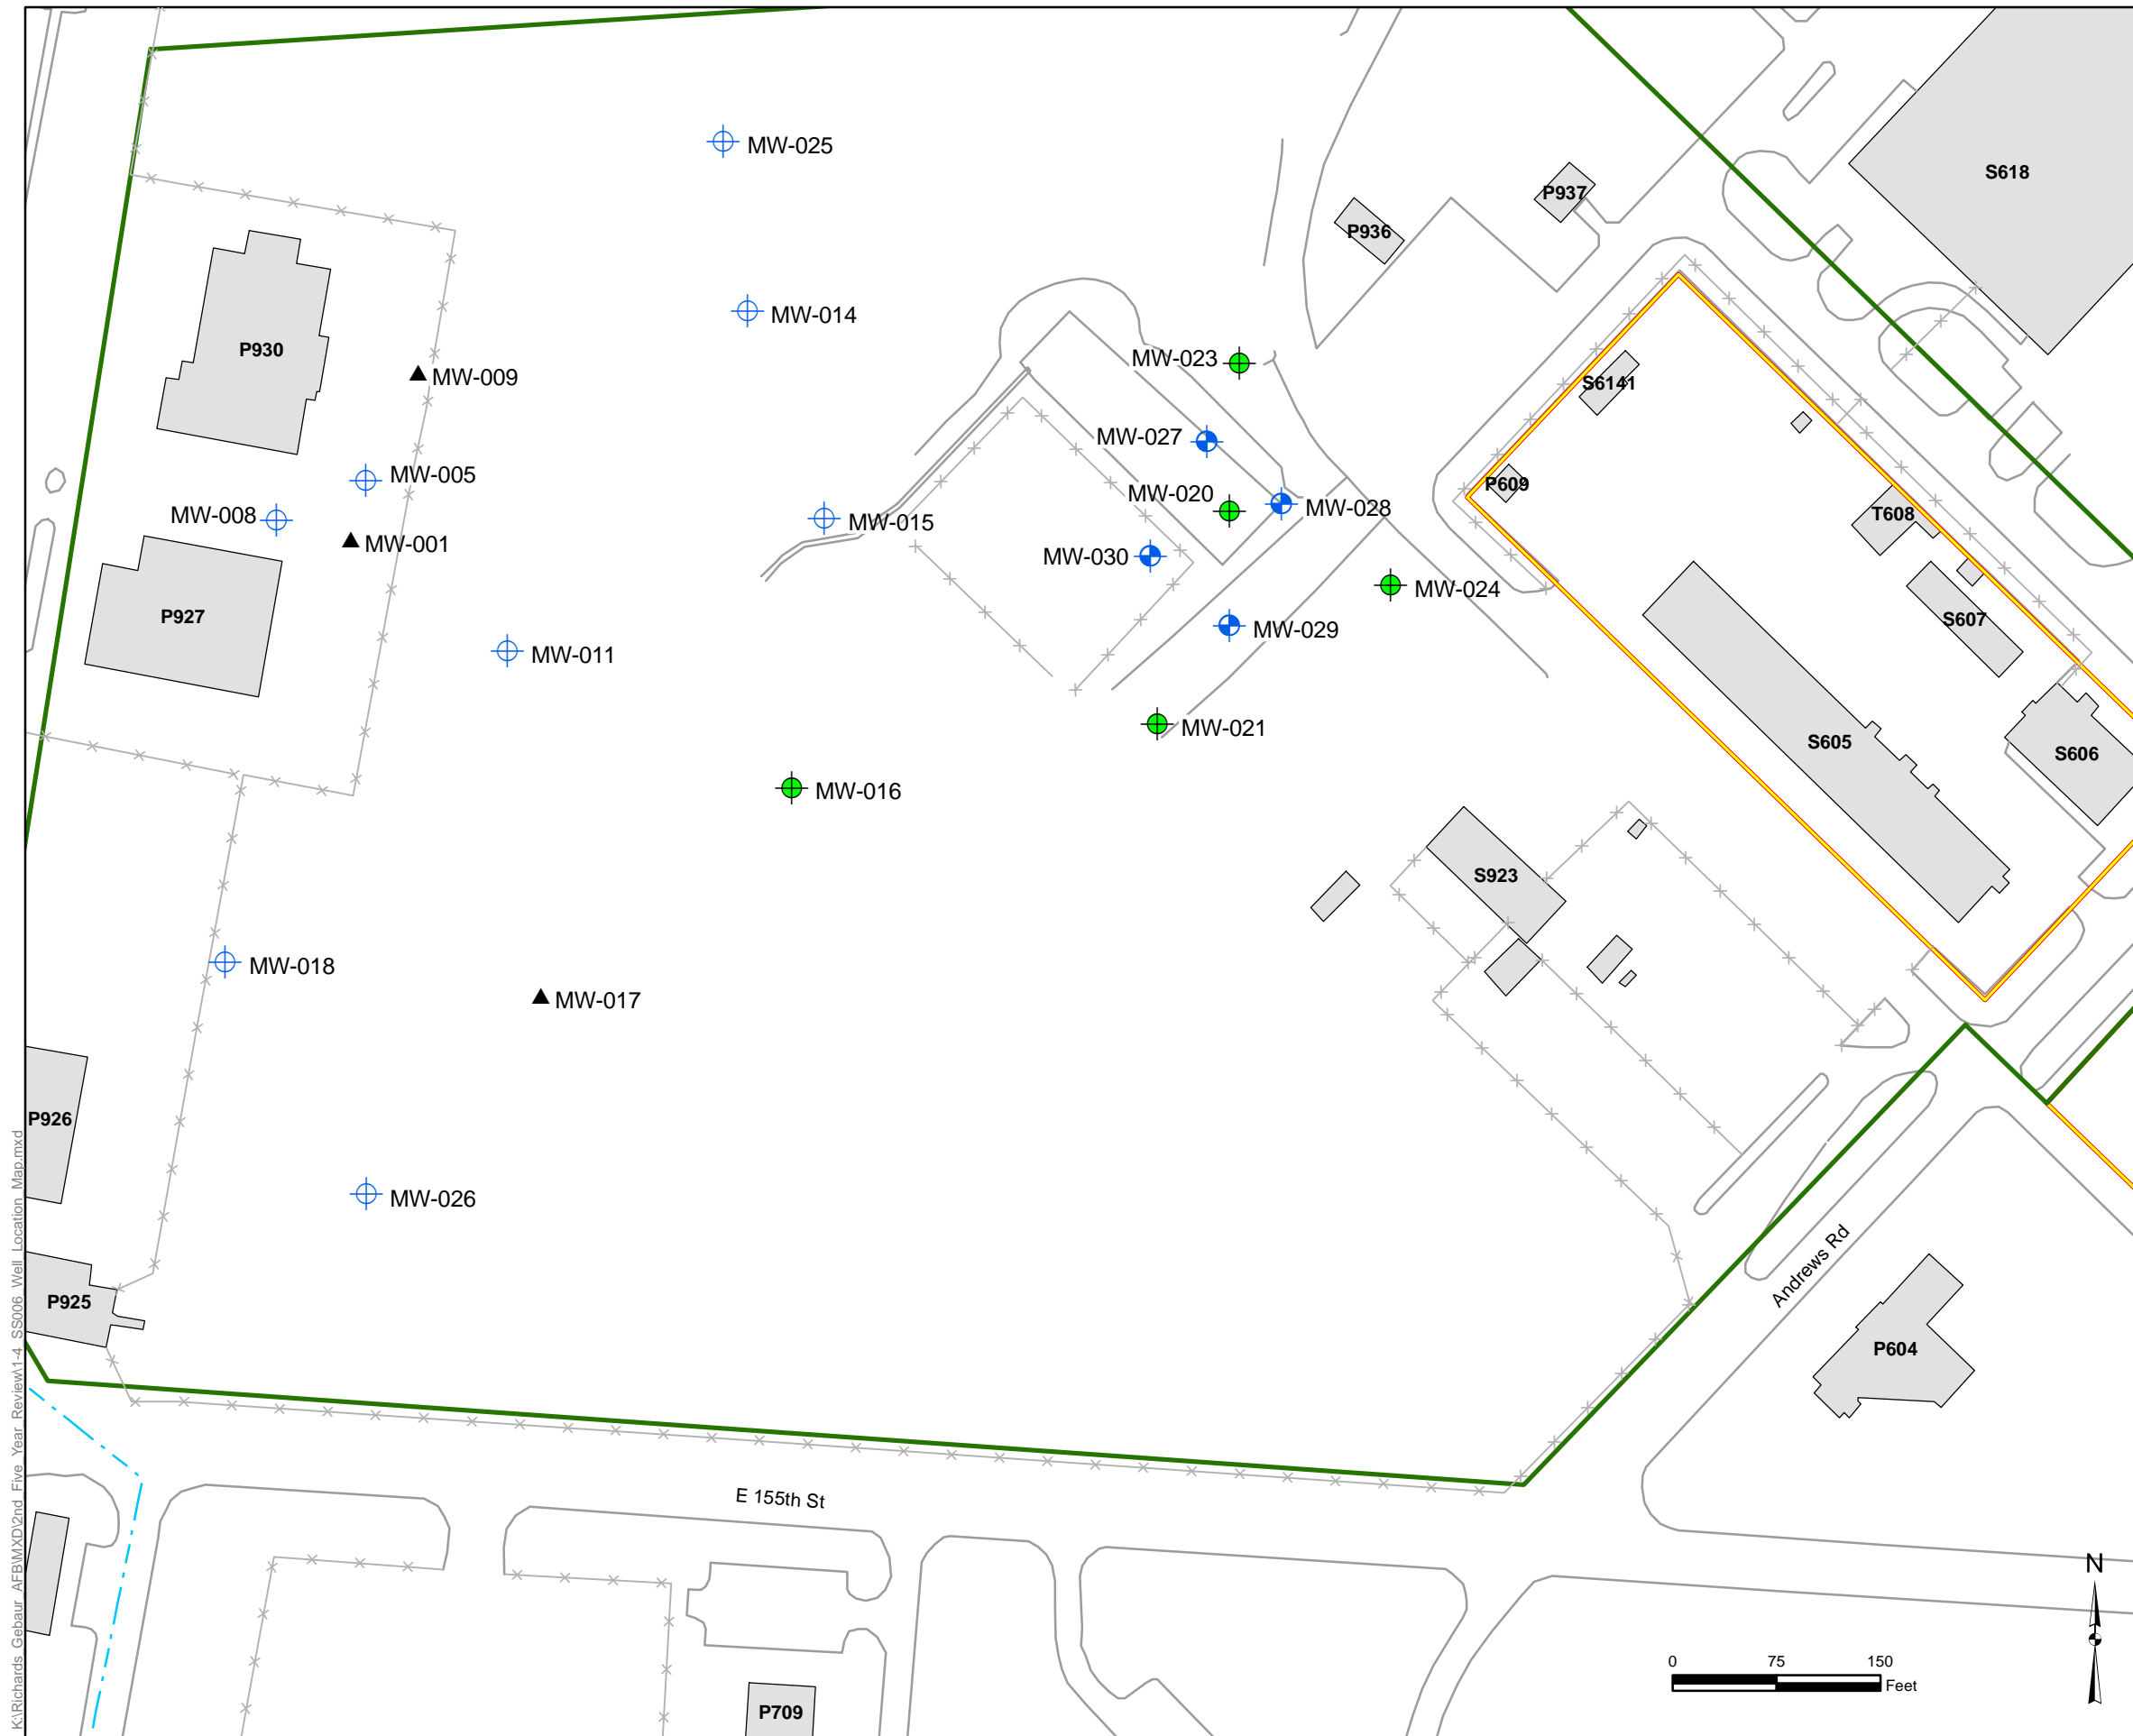 MW-025
S618
P937
P936
MW-014
P930
MW-023
MW-009
S6141
MW-027
MW-005
P609
MW-020
MW-028
MW-008
MW-015
T608
MW-001
MW-030
MW-024
P927
S607
MW-029
MW-011
MW-021
S605
S606
MW-016
S923
MW-018
MW-017
P926
MW-026
Andrews Rd
P925
P604
E 155th St
N
0 75 150
Feet
P709
K:\Richards Gebaur AFB\MXD\2nd Five Year Review\1-4 SS006 Well Location Map.mxd